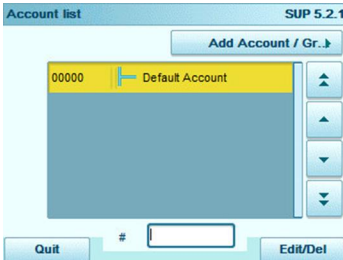 Account list SUP 5.2.1
Add Account / Gr..
00000 Default Account
#
Quit Edit/Del